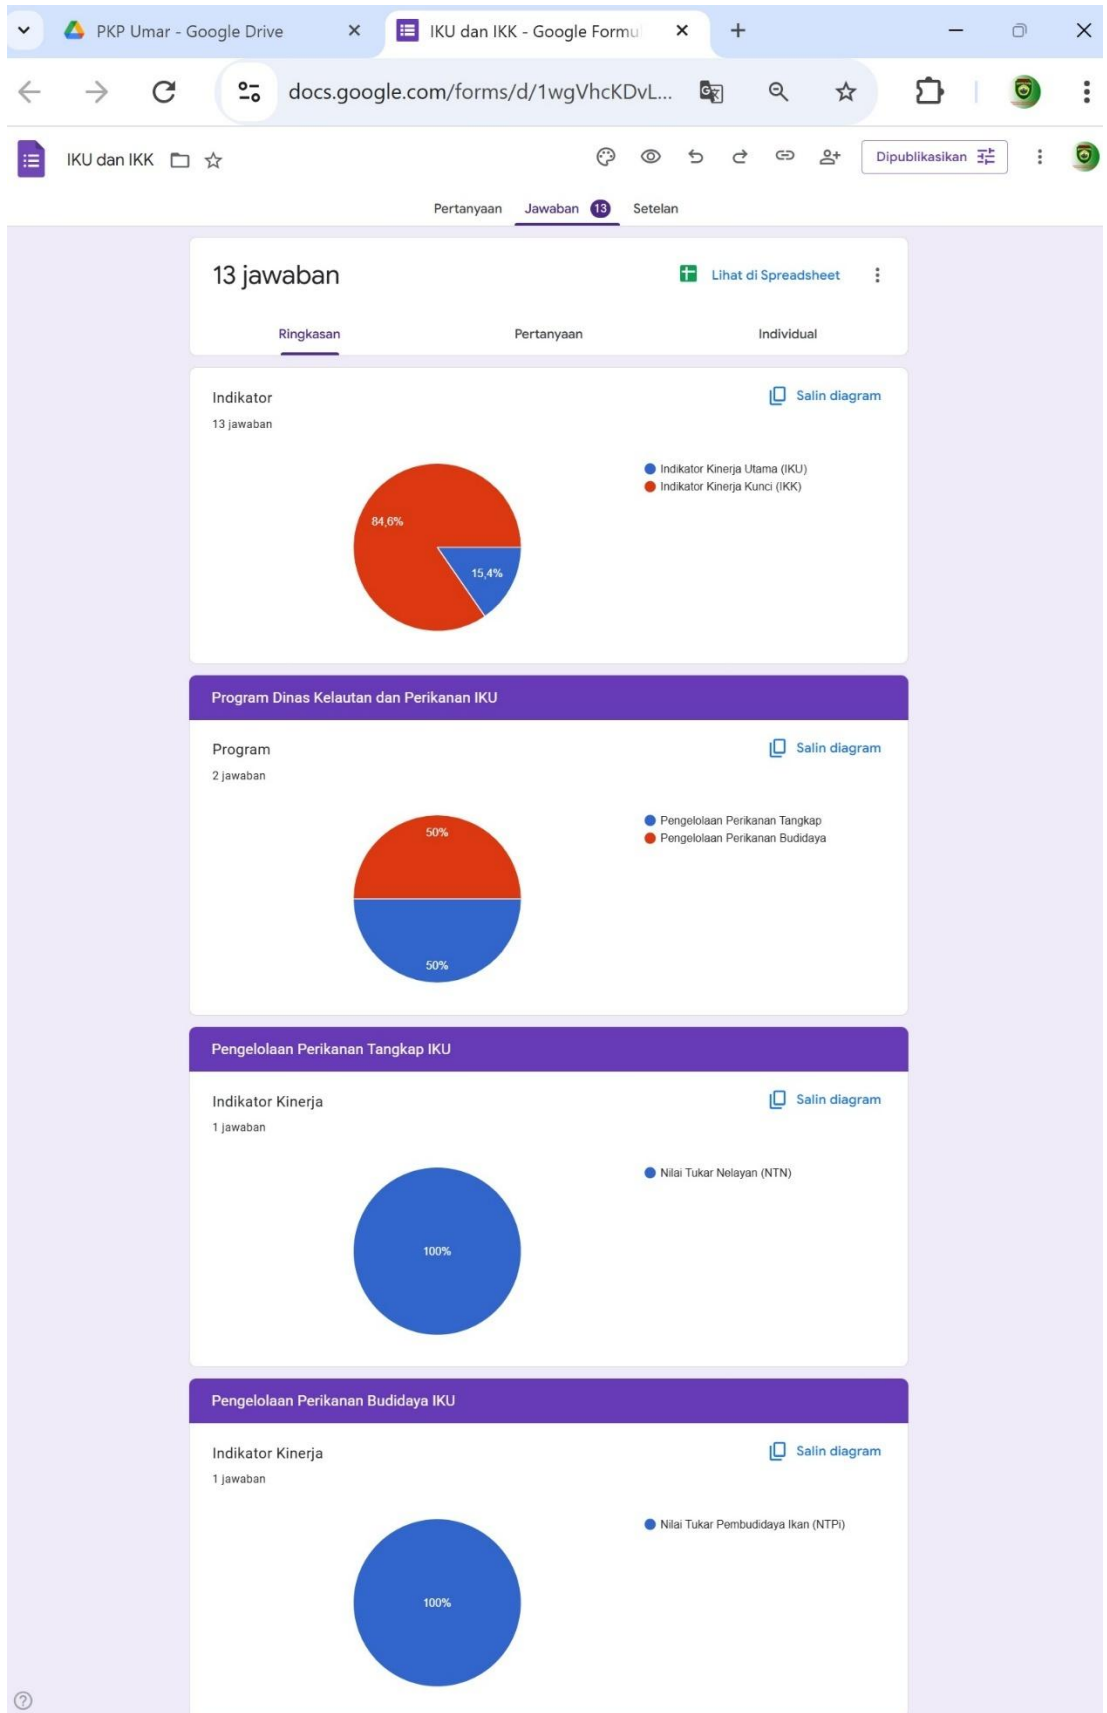 PKP Umar - Google Drive
IKU dan IKK - Google Formu
docs.google.com/forms/d/1wgVhcKDvL...
IKU dan IKK
Dipublikasikan
Pertanyaan Jawaban 13 Setelan
13 jawaban
Lihat di Spreadsheet
Ringkasan Pertanyaan Individual
Indikator
Salin diagram
13 jawaban
Indikator Kinerja Utama (IKU)
Indikator Kinerja Kunci (IKK)
84,6%
15,4%
Program Dinas Kelautan dan Perikanan IKU
Program
Salin diagram
2 jawaban
Pengelolaan Perikanan Tangkap
Pengelolaan Perikanan Budidaya
50%
50%
Pengelolaan Perikanan Tangkap IKU
Indikator Kinerja
Salin diagram
1 jawaban
Nilai Tukar Nelayan (NTN)
100%
Pengelolaan Perikanan Budidaya IKU
Indikator Kinerja
Salin diagram
1 jawaban
Nilai Tukar Pembudidaya Ikan (NTPi)
100%